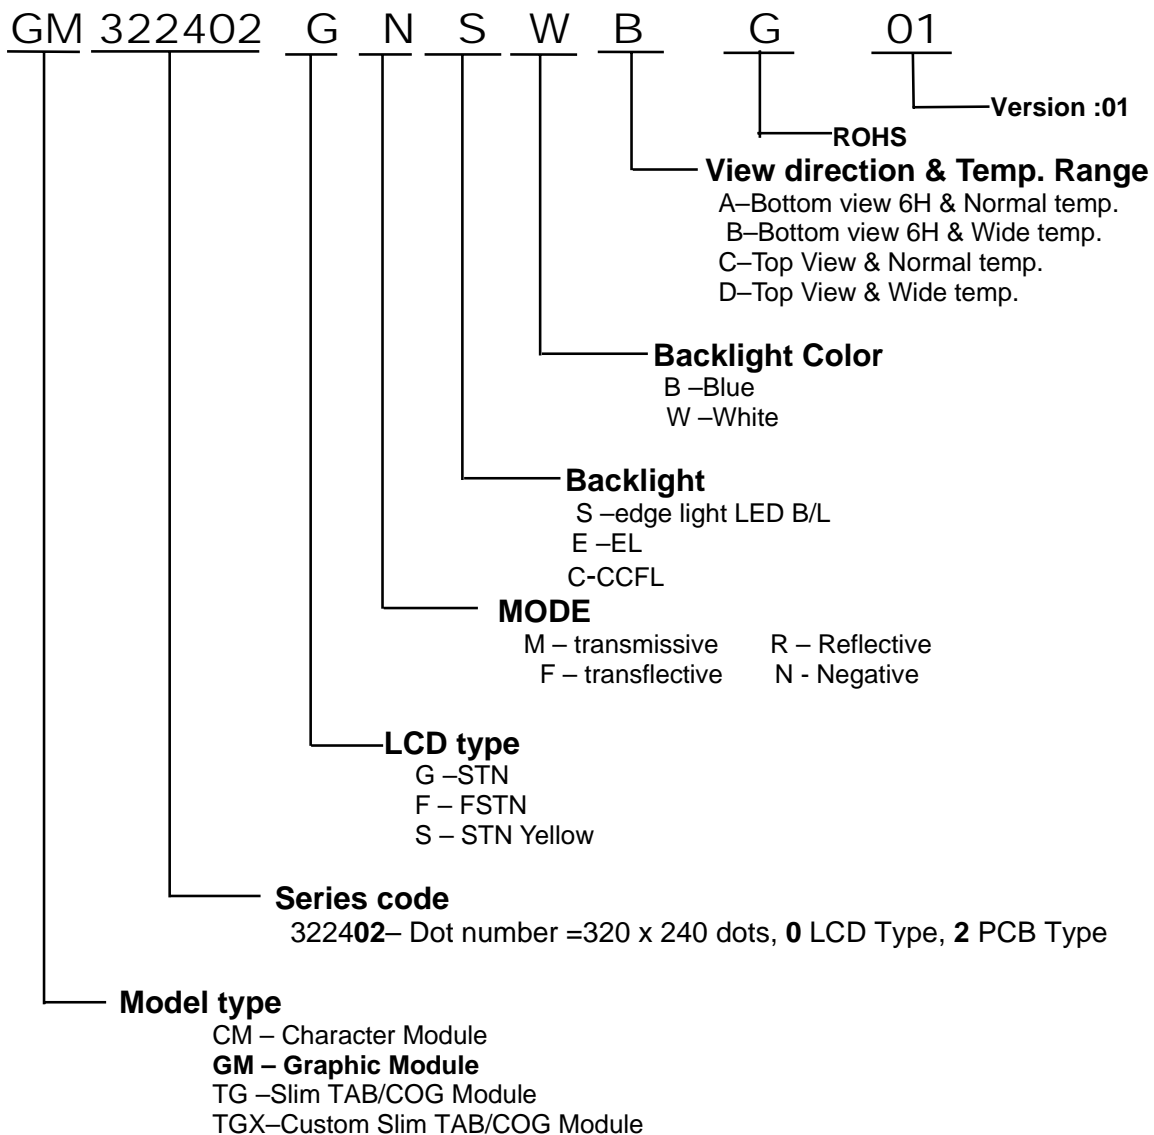 GM 322402 G N S W B G 01
Version :01
ROHS
View direction & Temp. Range
A–Bottom view 6H & Normal temp.
B–Bottom view 6H & Wide temp.
C–Top View & Normal temp.
D–Top View & Wide temp.
Backlight Color
B –Blue
W –White
Backlight
S –edge light LED B/L
E –EL
C-CCFL
MODE
M – transmissive R – Reflective
F – transflective N - Negative
LCD type
G –STN
F – FSTN
S – STN Yellow
Series code
322402– Dot number =320 x 240 dots, 0 LCD Type, 2 PCB Type
Model type
CM – Character Module
GM – Graphic Module
TG –Slim TAB/COG Module
TGX–Custom Slim TAB/COG Module